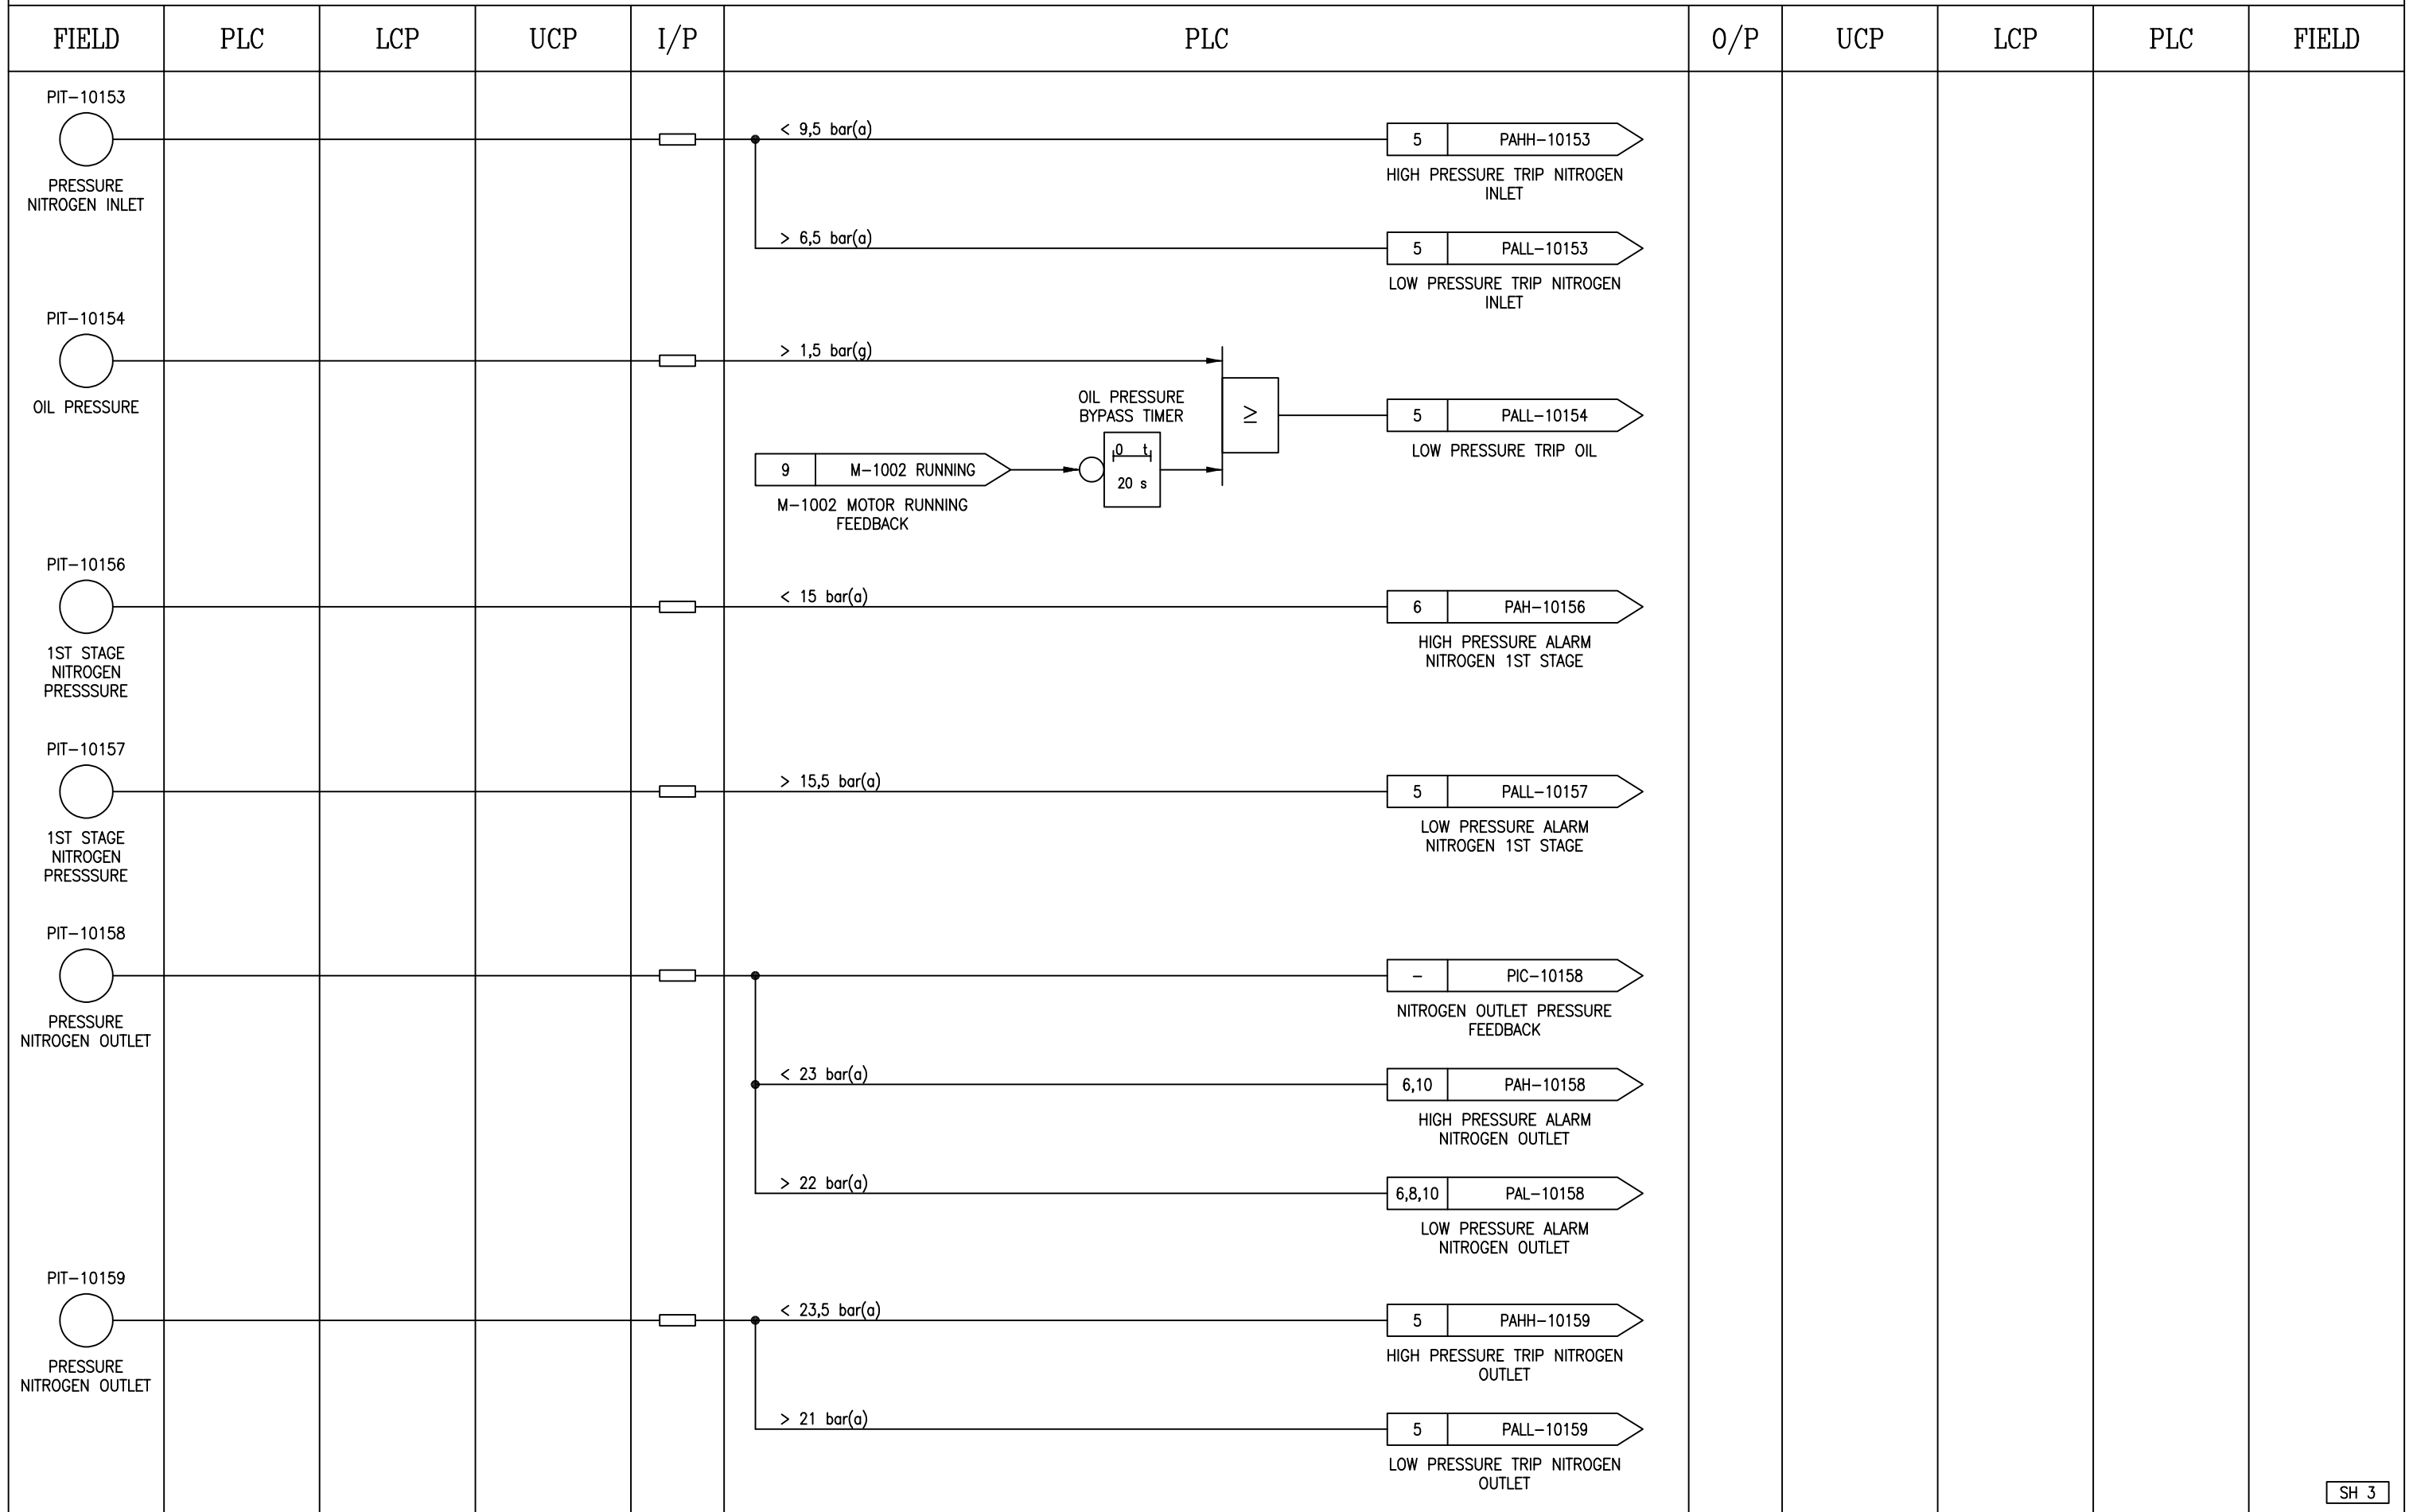 FIELD PLC LCP UCP I/P PLC O/P UCP LCP PLC FIELD
PIT-10153
PRESSURE
NITROGEN INLET
< 9,5 bar(a)
5 PAHH-10153
HIGH PRESSURE TRIP NITROGEN
INLET
> 6,5 bar(a)
5 PALL-10153
LOW PRESSURE TRIP NITROGEN
INLET
PIT-10154
OIL PRESSURE
> 1,5 bar(g)
OIL PRESSURE
BYPASS TIMER
0 t
20 s
9 M-1002 RUNNING
M-1002 MOTOR RUNNING
FEEDBACK
≥
5 PALL-10154
LOW PRESSURE TRIP OIL
PIT-10156
1ST STAGE
NITROGEN
PRESSSURE
< 15 bar(a)
6 PAH-10156
HIGH PRESSURE ALARM
NITROGEN 1ST STAGE
PIT-10157
1ST STAGE
NITROGEN
PRESSSURE
> 15,5 bar(a)
5 PALL-10157
LOW PRESSURE ALARM
NITROGEN 1ST STAGE
PIT-10158
PRESSURE
NITROGEN OUTLET
- PIC-10158
NITROGEN OUTLET PRESSURE
FEEDBACK
< 23 bar(a)
6,10 PAH-10158
HIGH PRESSURE ALARM
NITROGEN OUTLET
> 22 bar(a)
6,8,10 PAL-10158
LOW PRESSURE ALARM
NITROGEN OUTLET
PIT-10159
PRESSURE
NITROGEN OUTLET
< 23,5 bar(a)
5 PAHH-10159
HIGH PRESSURE TRIP NITROGEN
OUTLET
> 21 bar(a)
5 PALL-10159
LOW PRESSURE TRIP NITROGEN
OUTLET
SH 3